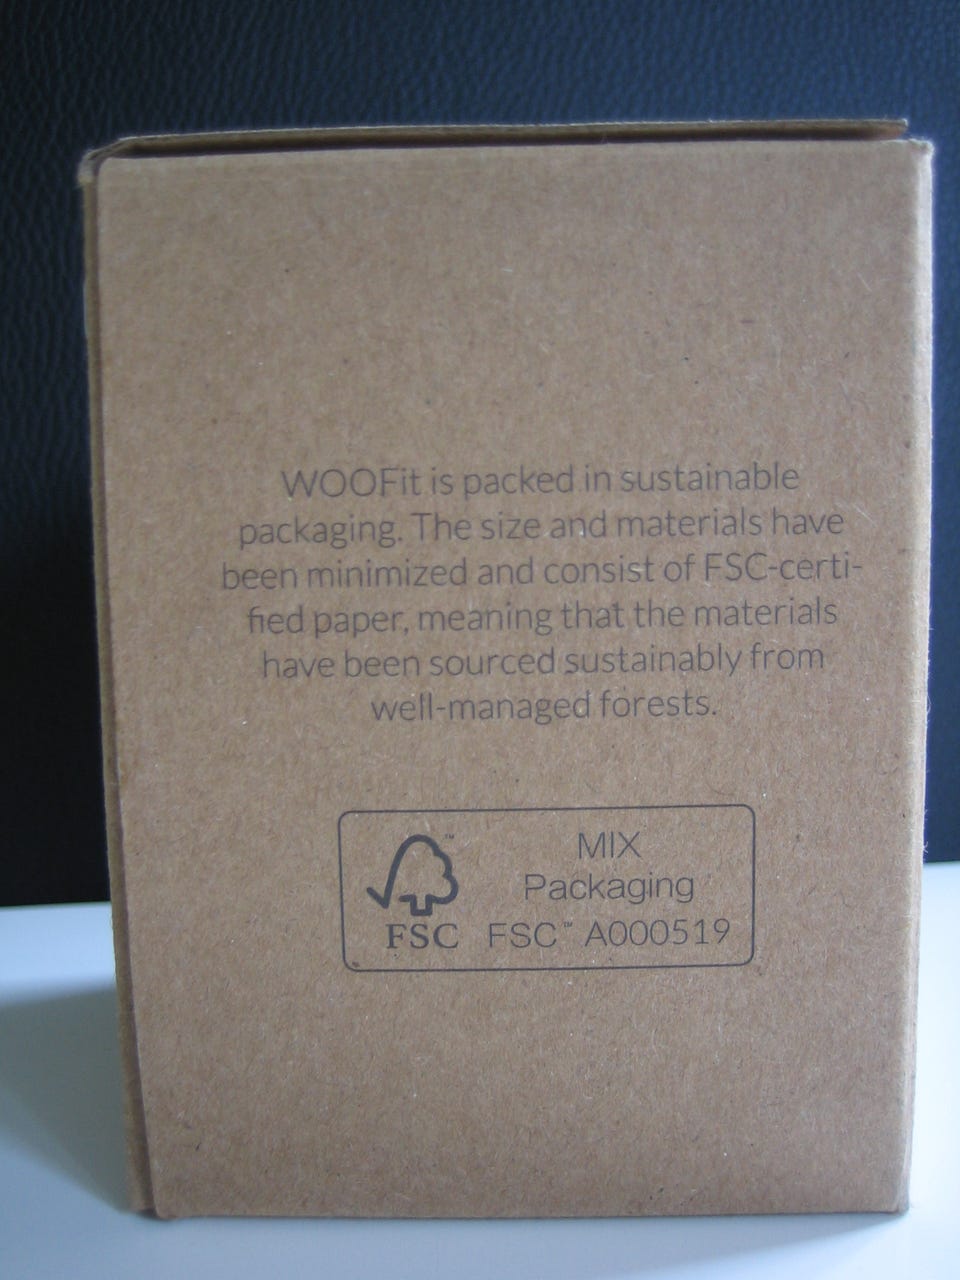 WOOFit is packed in sustainable
packaging. The size and materials have
been minimized and consist of FSC-certi-
fied paper, meaning that the materials
have been sourced sustainably from
well-managed forests.
™
FSC
MIX
Packaging
FSC™ A000519